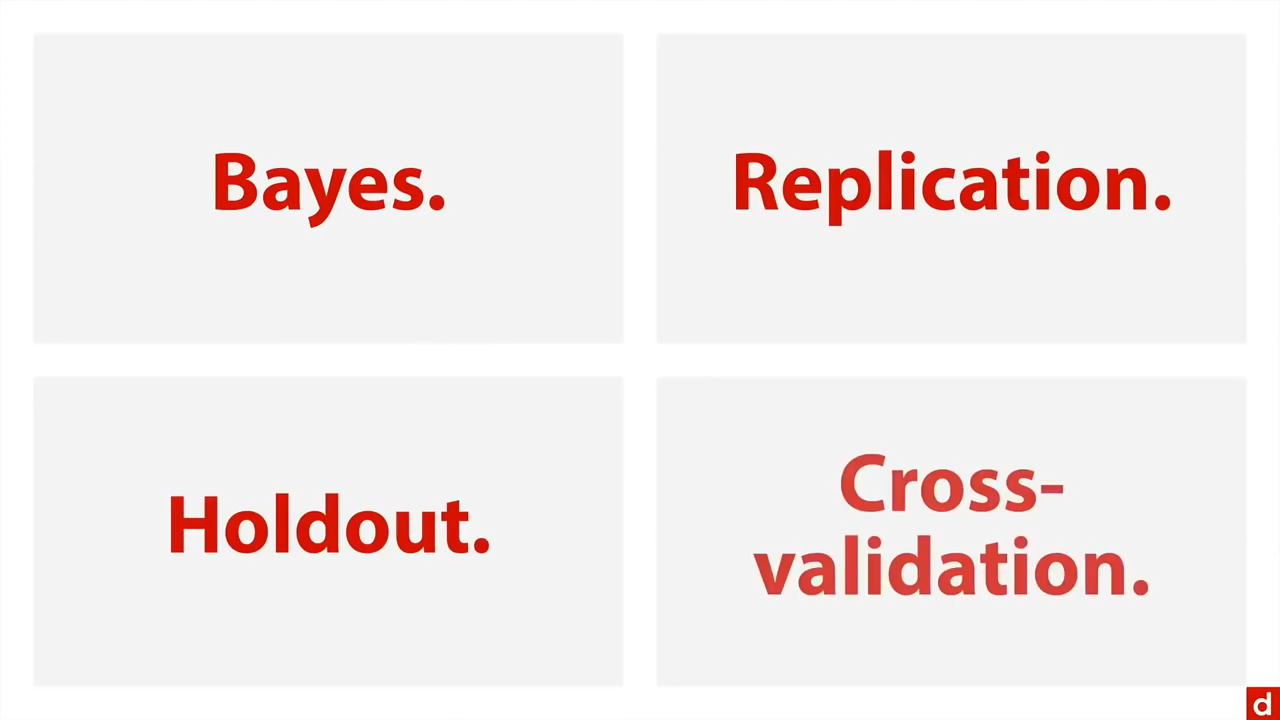 Bayes.
Replication.
Holdout.
Cross-
validation.
d